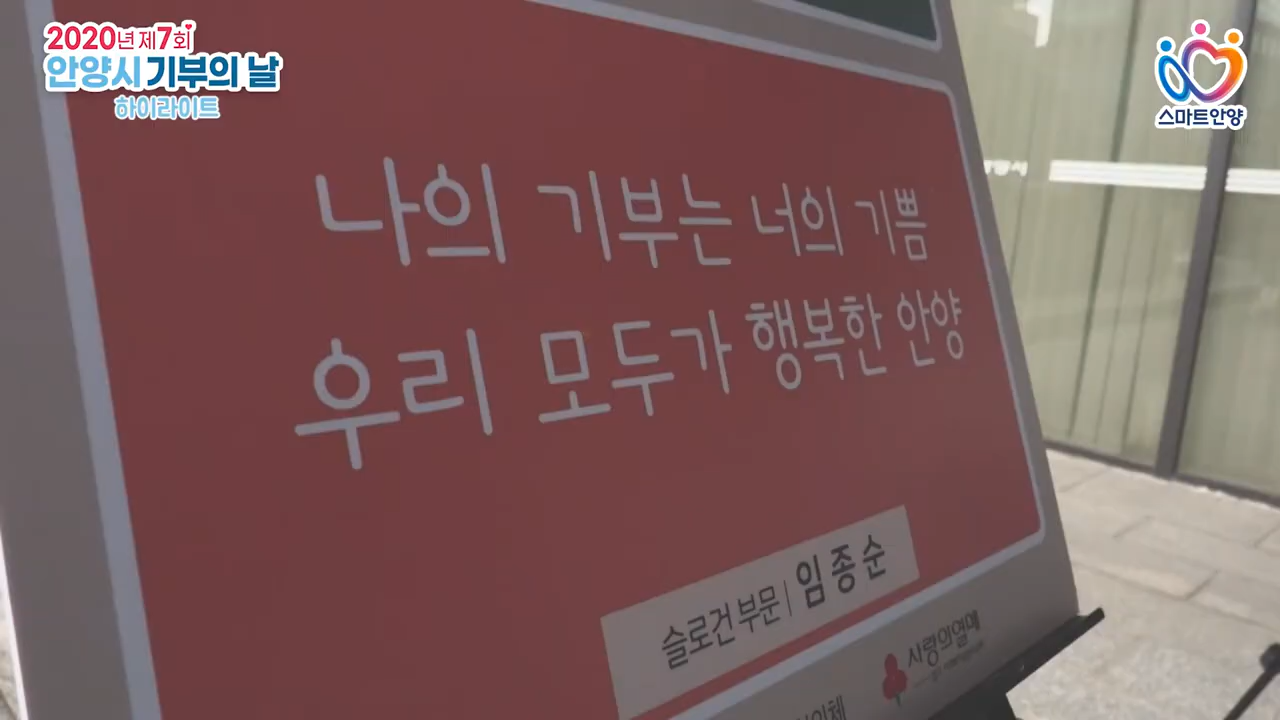 2020년 제7회
안양시 기부의 날
하이라이트
스마트안양
나의 기부는 너의 기쁨
우리 모두가 행복한 안양
슬로건 부문 | 임종순
사랑의열매